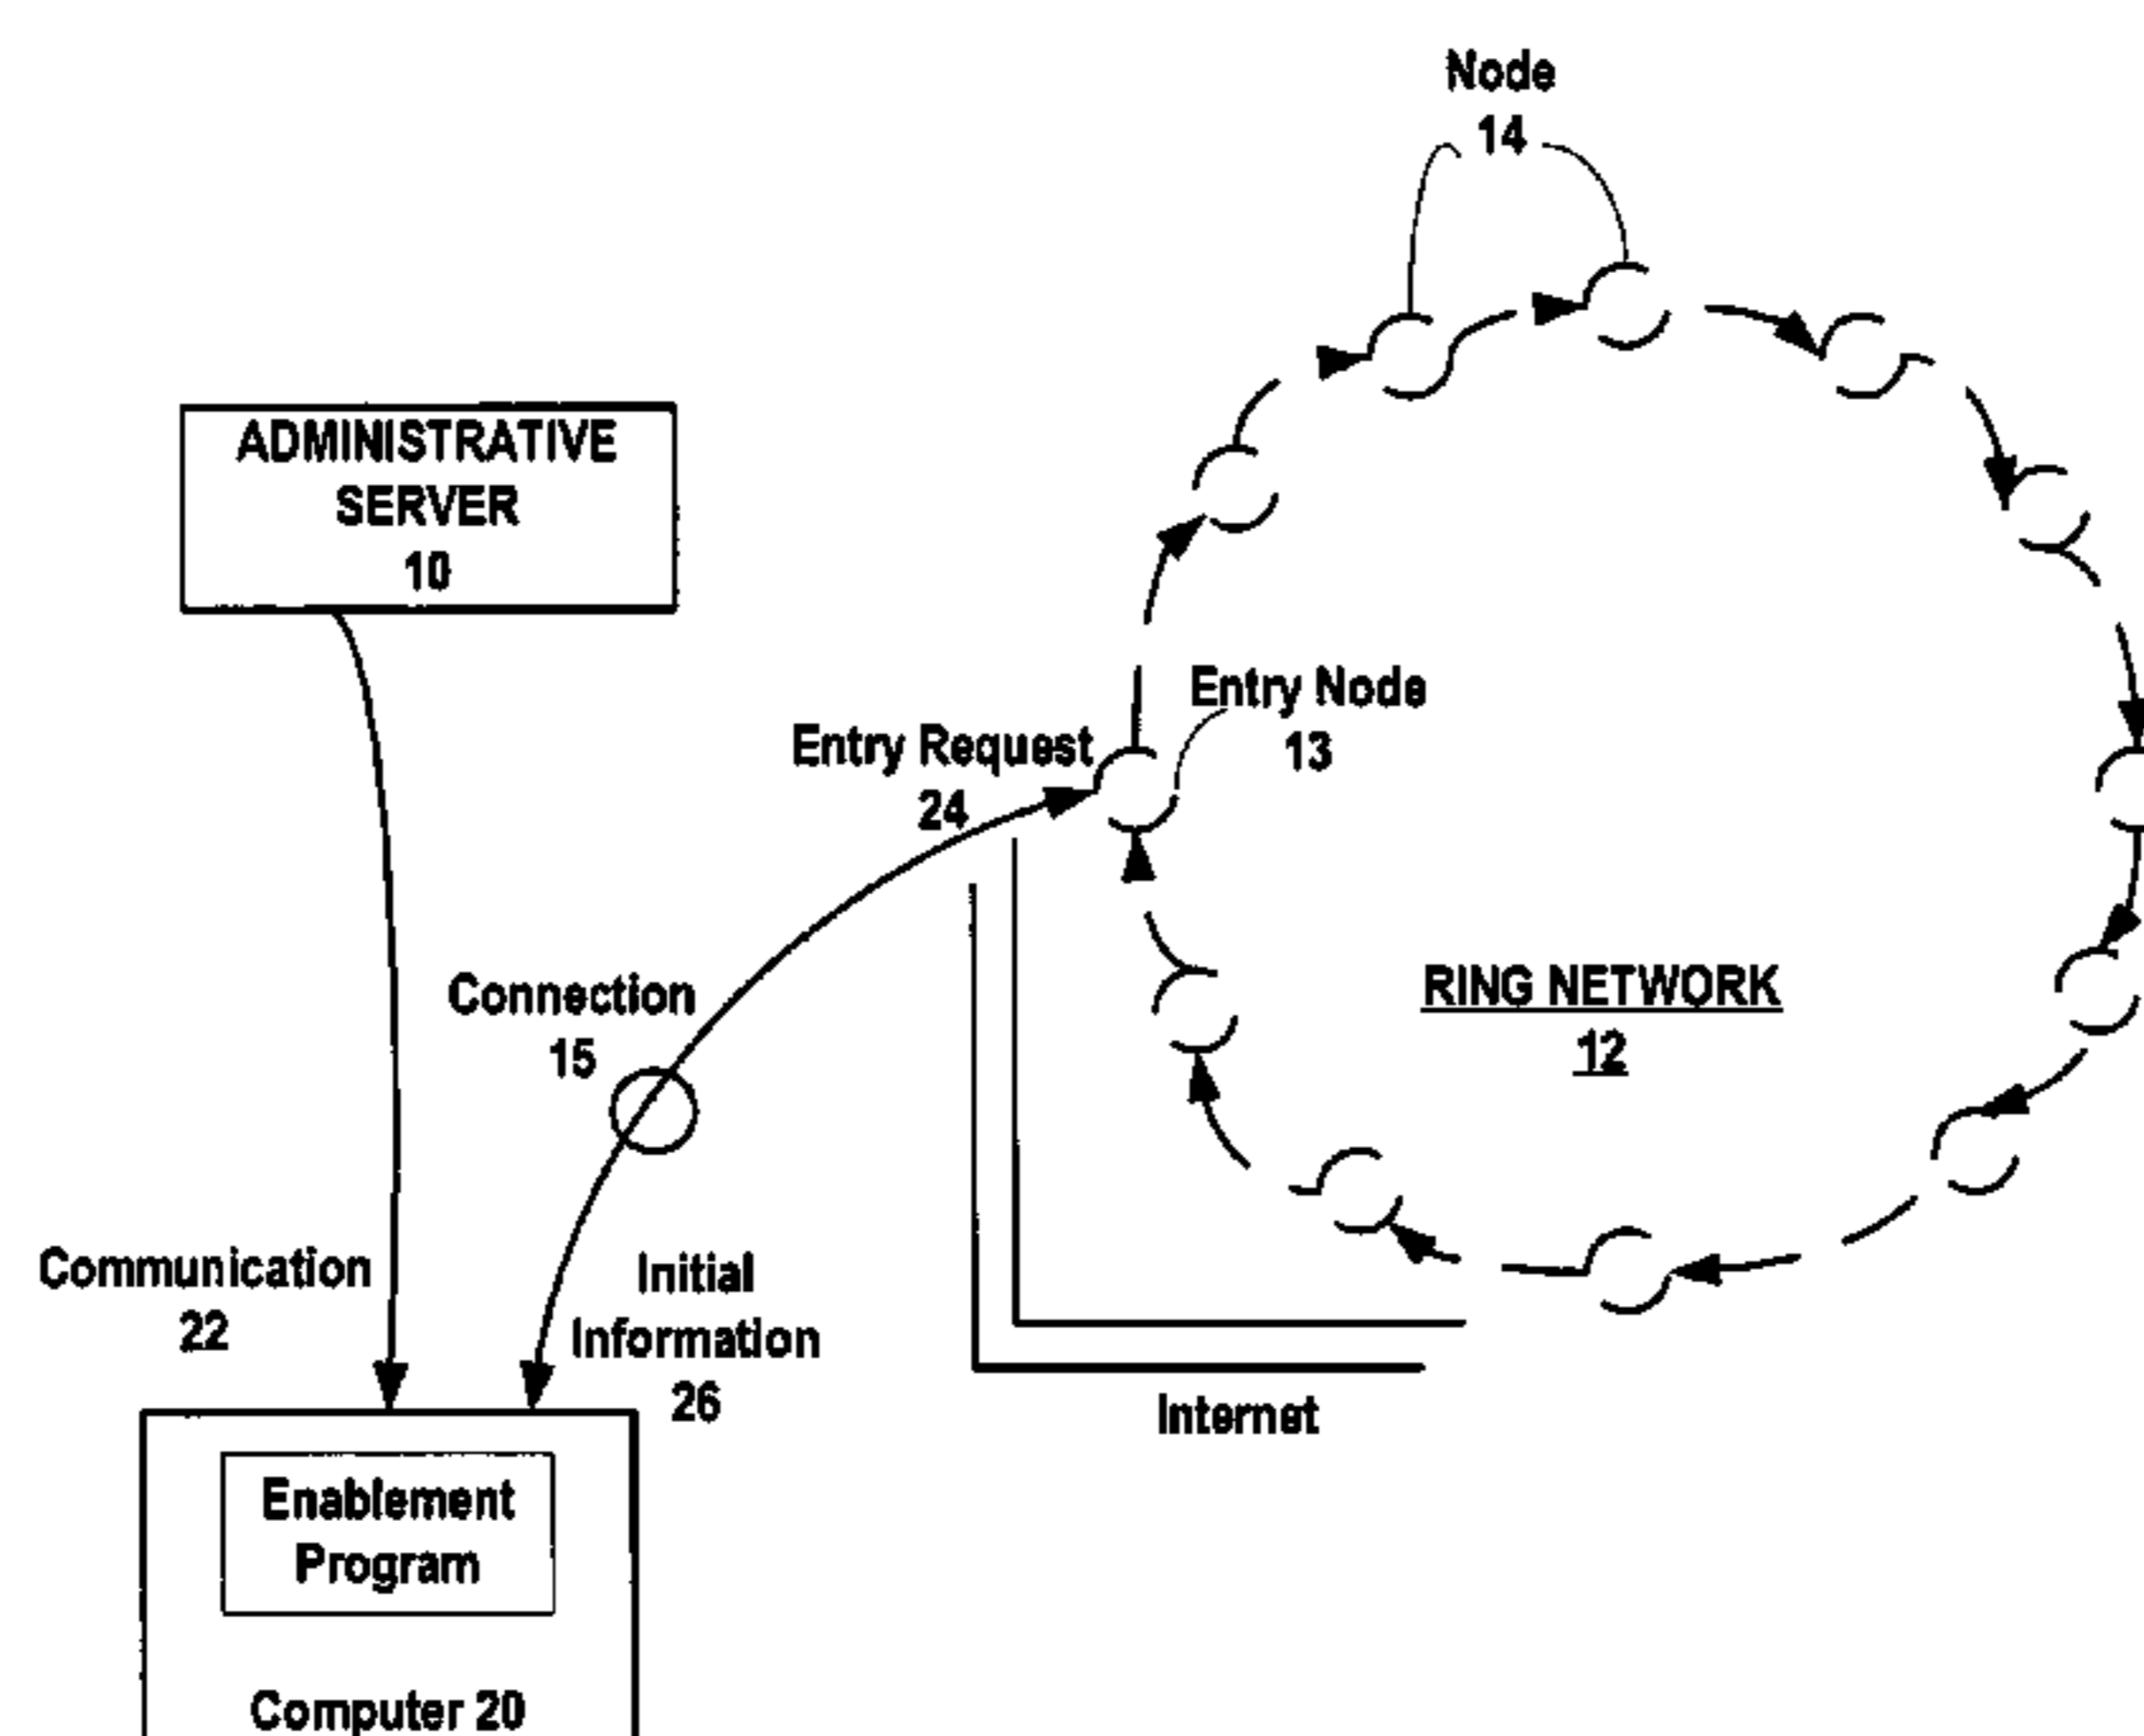 Node
14
ADMINISTRATIVE
SERVER
10
Entry Node
13
Entry Request
24
RING NETWORK
12
Connection
15
Communication
22
Initial
Information
26
Internet
Enablement
Program
Computer 20